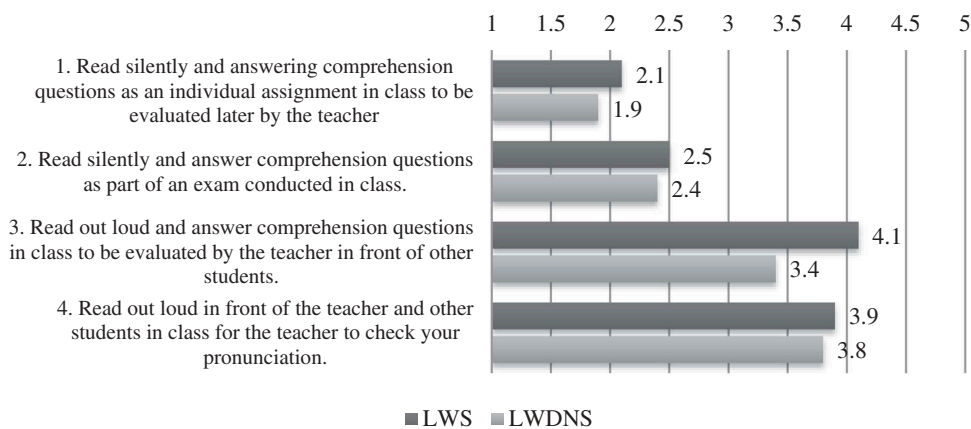 1 1.5 2 2.5 3 3.5 4 4.5 5
1. Read silently and answering comprehension
questions as an individual assignment in class to be
evaluated later by the teacher
2.1
1.9
2. Read silently and answer comprehension questions
as part of an exam conducted in class.
2.5
2.4
3. Read out loud and answer comprehension questions
in class to be evaluated by the teacher in front of other
students.
4.1
3.4
4. Read out loud in front of the teacher and other
students in class for the teacher to check your
pronunciation.
3.9
3.8
LWS LWDNS